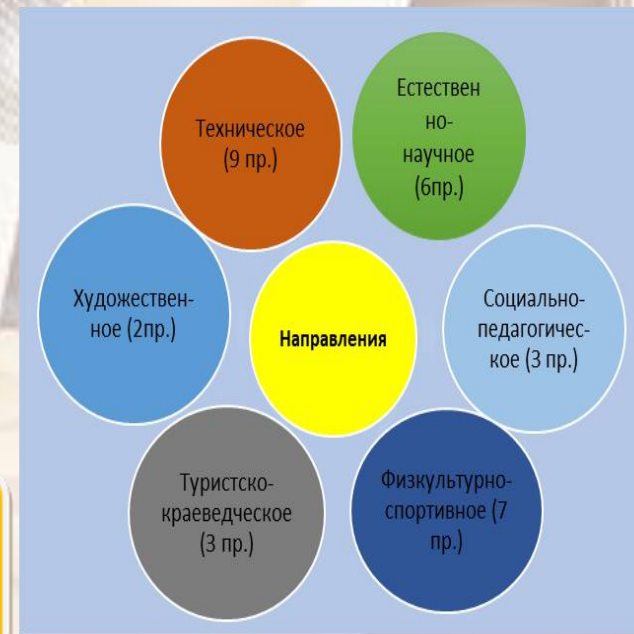 Техническое
(9 пр.)
Естествен
но-
научное
(6пр.)
Художествен-
ное (2пр.)
Направления
Социально-
педагогичес-
кое (3 пр.)
Туристско-
краеведческое
(3 пр.)
Физкультурно-
спортивное (7
пр.)